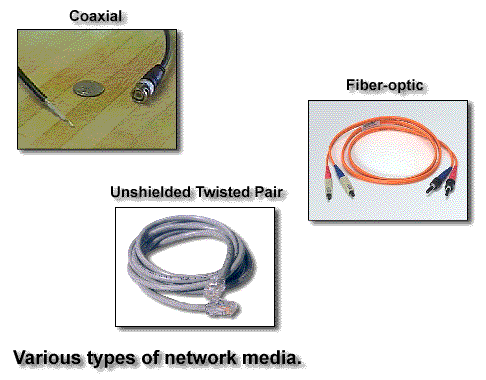 Coaxial
Fiber-optic
Unshielded Twisted Pair
Various types of network media.